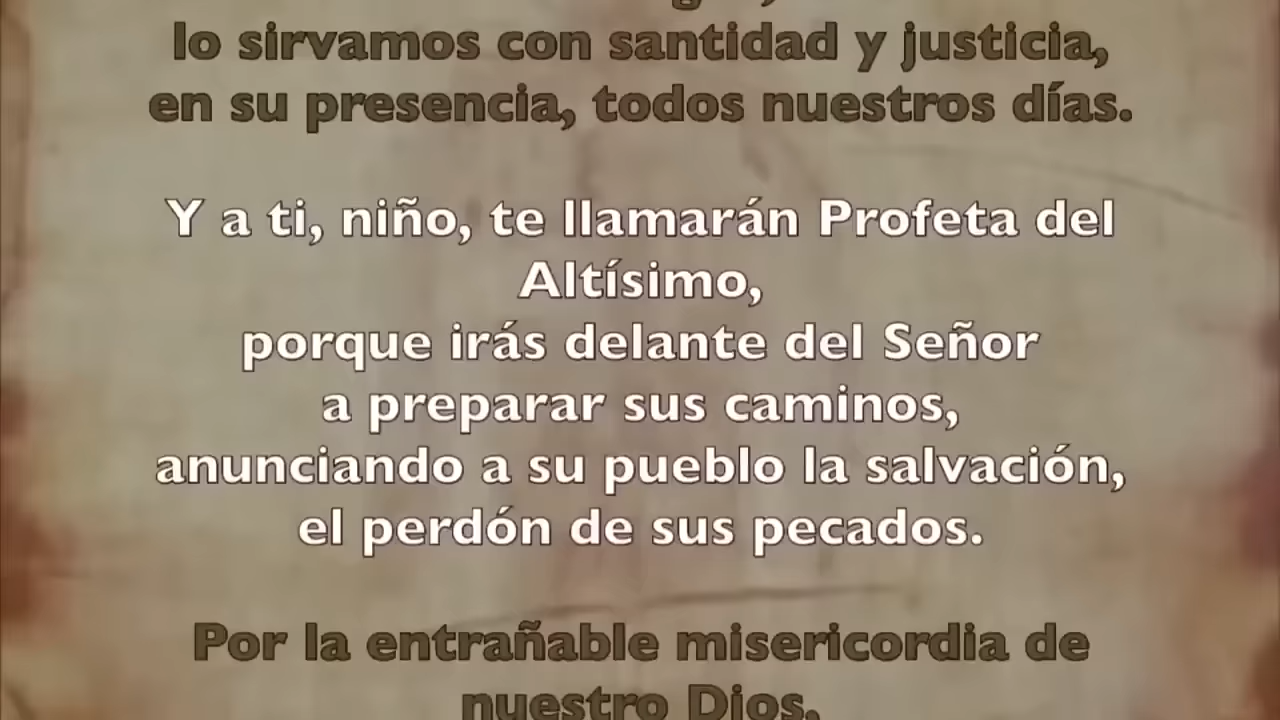 lo sirvamos con santidad y justicia,
en su presencia, todos nuestros días.
Y a ti, niño, te llamarán Profeta del
Altísimo,
porque irás delante del Señor
a preparar sus caminos,
anunciando a su pueblo la salvación,
el perdón de sus pecados.
Por la entrañable misericordia de
nuestro Dios,